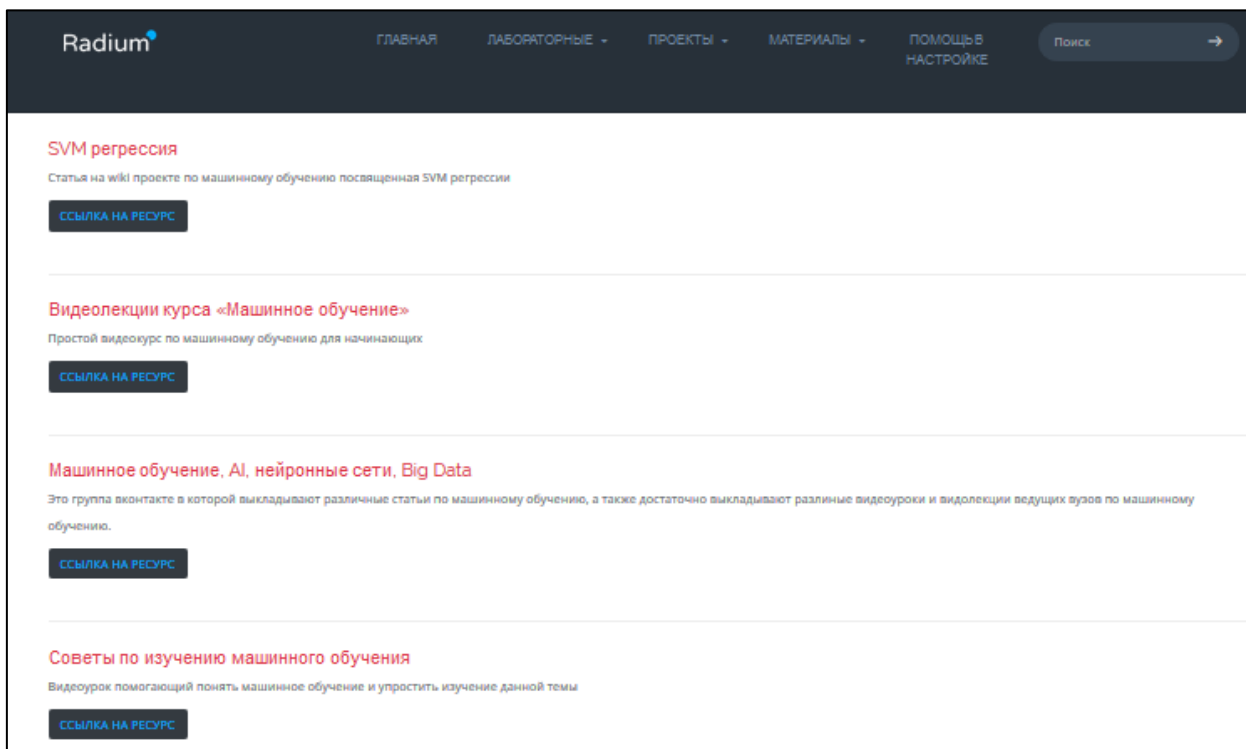 Radium
ГЛАВНАЯ
ЛАБОРАТОРНЫЕ
ПРОЕКТЫ
МАТЕРИАЛЫ
ПОМОЩЬ В
НАСТРОЙКЕ
Поиск →
SVM регрессия
Статья на wiki проекте по машинному обучению посвященная SVM регрессии
ССЫЛКА НА РЕСУРС
Видеолекции курса «Машинное обучение»
Простой видеокурс по машинному обучению для начинающих
ССЫЛКА НА РЕСУРС
Машинное обучение, AI, нейронные сети, Big Data
Это группа вконтакте в которой выкладывают различные статьи по машинному обучению, а также достаточно выкладывают разлиные видеоуроки и видолекции ведущих вузов по машинному
обучению.
ССЫЛКА НА РЕСУРС
Советы по изучению машинного обучения
Видеоурок помогающий понять машинное обучение и упростить изучение данной темы
ССЫЛКА НА РЕСУРС